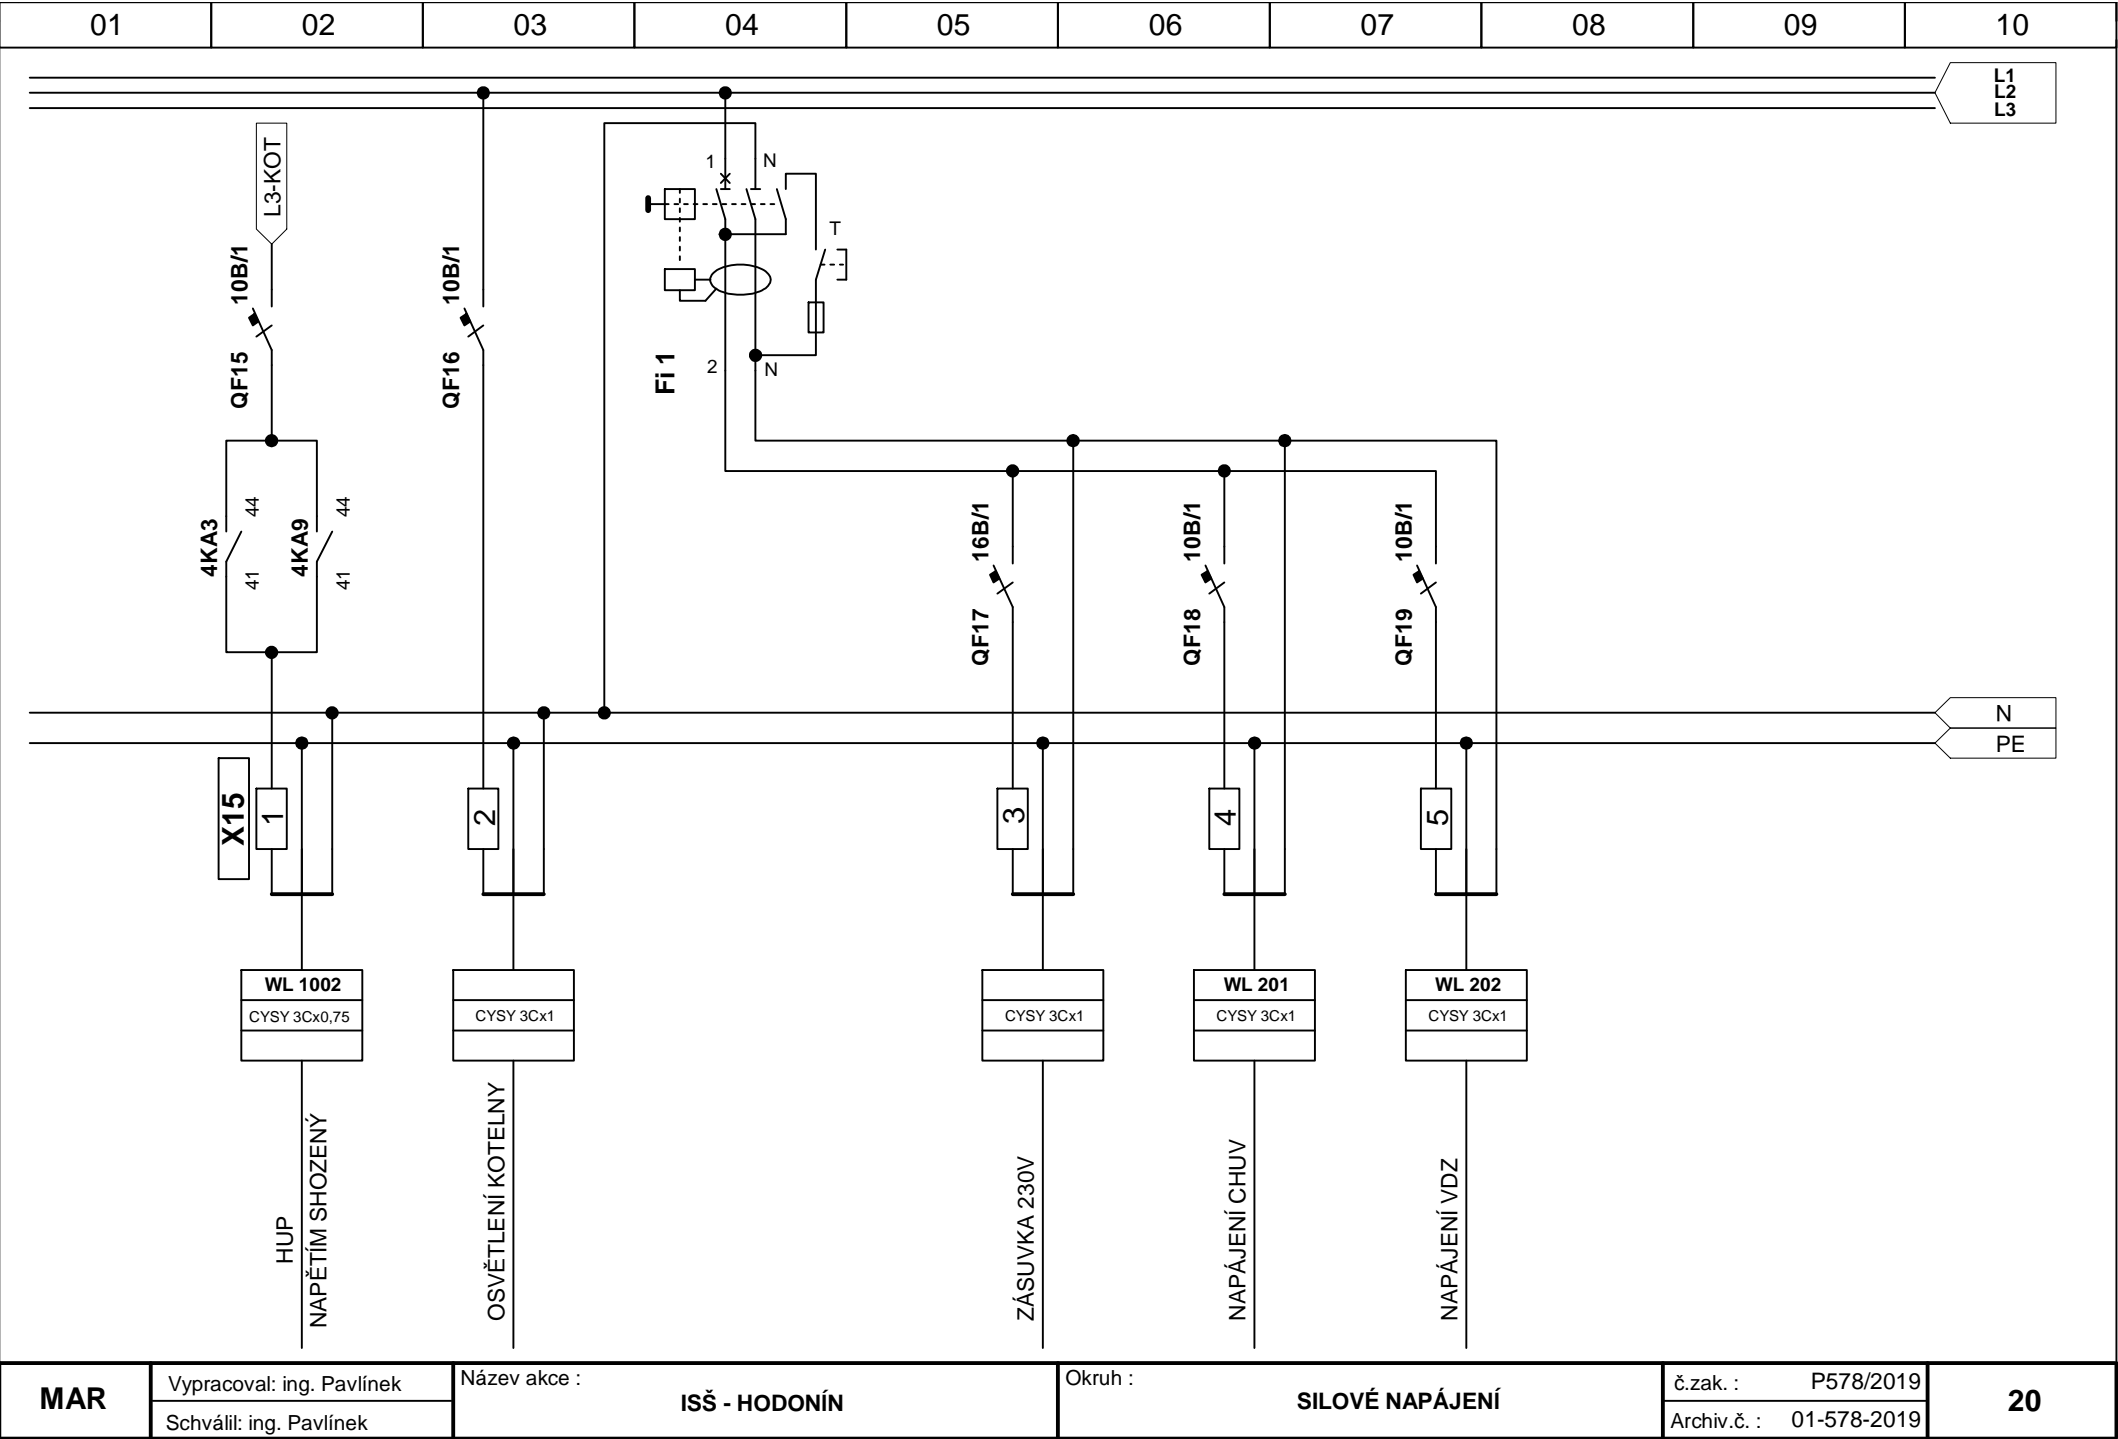 01 02 03 04 05 06 07 08 09 10
L1
L2
L3
L3-KOT
1 N
T
10B/1
QF15
10B/1
QF16
Fi 1
2 N
4KA3
44
41
4KA9
44
41
16B/1
QF17
10B/1
QF18
10B/1
QF19
N
PE
X15
1
2
3
4
5
WL 1002
CYSY 3Cx0,75
CYSY 3Cx1
CYSY 3Cx1
WL 201
CYSY 3Cx1
WL 202
CYSY 3Cx1
HUP
NAPĚTÍM SHOZENÝ
OSVĚTLENÍ KOTELNY
ZÁSUVKA 230V
NAPÁJENÍ CHUV
NAPÁJENÍ VDZ
MAR
Vypracoval: ing. Pavlínek
Schválil: ing. Pavlínek
Název akce :
ISŠ - HODONÍN
Okruh :
SILOVÉ NAPÁJENÍ
č.zak. : P578/2019
Archiv.č. : 01-578-2019
20